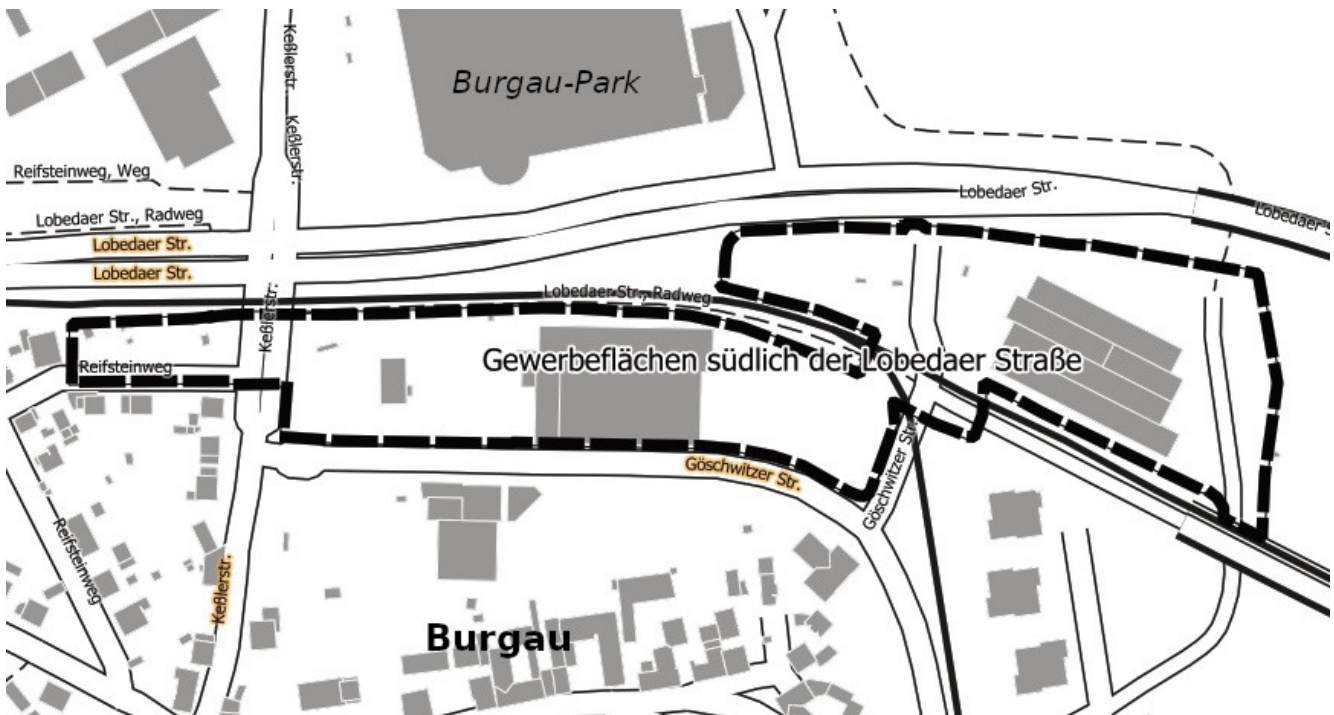 Keßlerstr.
Burgau-Park
Keßlerstr.
Reifsteinweg, Weg
Lobedaer Str.
Lobedaer Str., Radweg
Lobedaer S
Lobedaer Str.
Lobedaer Str.
Lobedaer Str., Radweg
Keßlerstr.
Reifsteinweg
Gewerbeflächen südlich der Lobedaer Straße
Göschwitzer Str.
Göschwitzer Str.
Reifsteinweg
Keßlerstr.
Burgau